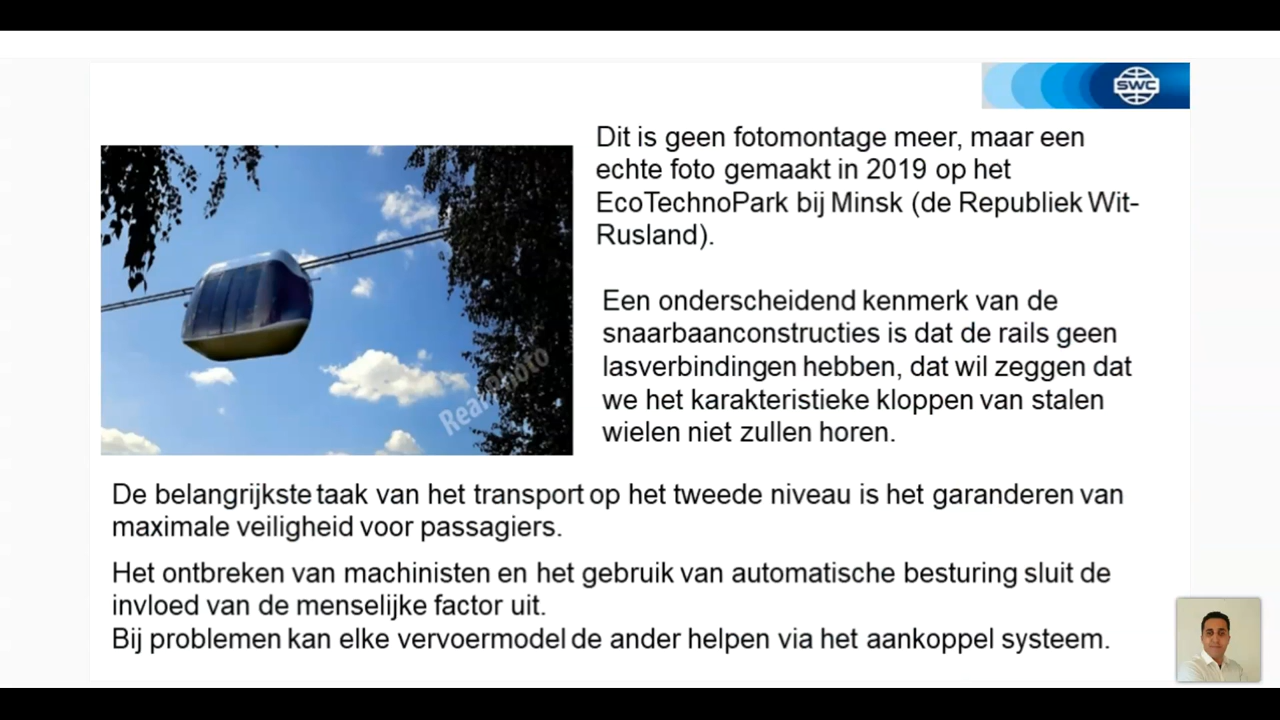 SWC
Dit is geen fotomontage meer, maar een
echte foto gemaakt in 2019 op het
EcoTechnoPark bij Minsk (de Republiek Wit-
Rusland).
Een onderscheidend kenmerk van de
snaarbaanconstructies is dat de rails geen
lasverbindingen hebben, dat wil zeggen dat
we het karakteristieke kloppen van stalen
wielen niet zullen horen.
Real photo
De belangrijkste taak van het transport op het tweede niveau is het garanderen van
maximale veiligheid voor passagiers.
Het ontbreken van machinisten en het gebruik van automatische besturing sluit de
invloed van de menselijke factor uit.
Bij problemen kan elke vervoermodel de ander helpen via het aankoppel systeem.